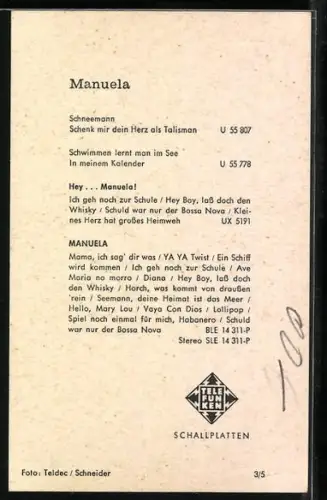 Manuela
Schneemann
Schenk mir dein Herz als Talisman U 55 807
Schwimmen lernt man im See
In meinem Kalender U 55 778
Hey . . . Manuela!
Ich geh noch zur Schule / Hey Boy, laß doch den
Whisky / Schuld war nur der Bossa Nova / Klei-
nes Herz hat großes Heimweh UX 5191
MANUELA
Mama, ich sag' dir was / YA YA Twist / Ein Schiff
wird kommen / Ich geh noch zur Schule / Ave
Maria no morro / Diana / Hey Boy, laß doch
den Whisky / Horch, was kommt von draußen
'rein / Seemann, deine Heimat ist das Meer /
Hello, Mary Lou / Vaya Con Dios / Lollipop /
Spiel noch einmal für mich, Habanero / Schuld
war nur der Bossa Nova BLE 14 311-P
Stereo SLE 14 311-P
TELE
FUN
KEN
SCHALLPLATTEN
Foto: Teldec / Schneider 3/5